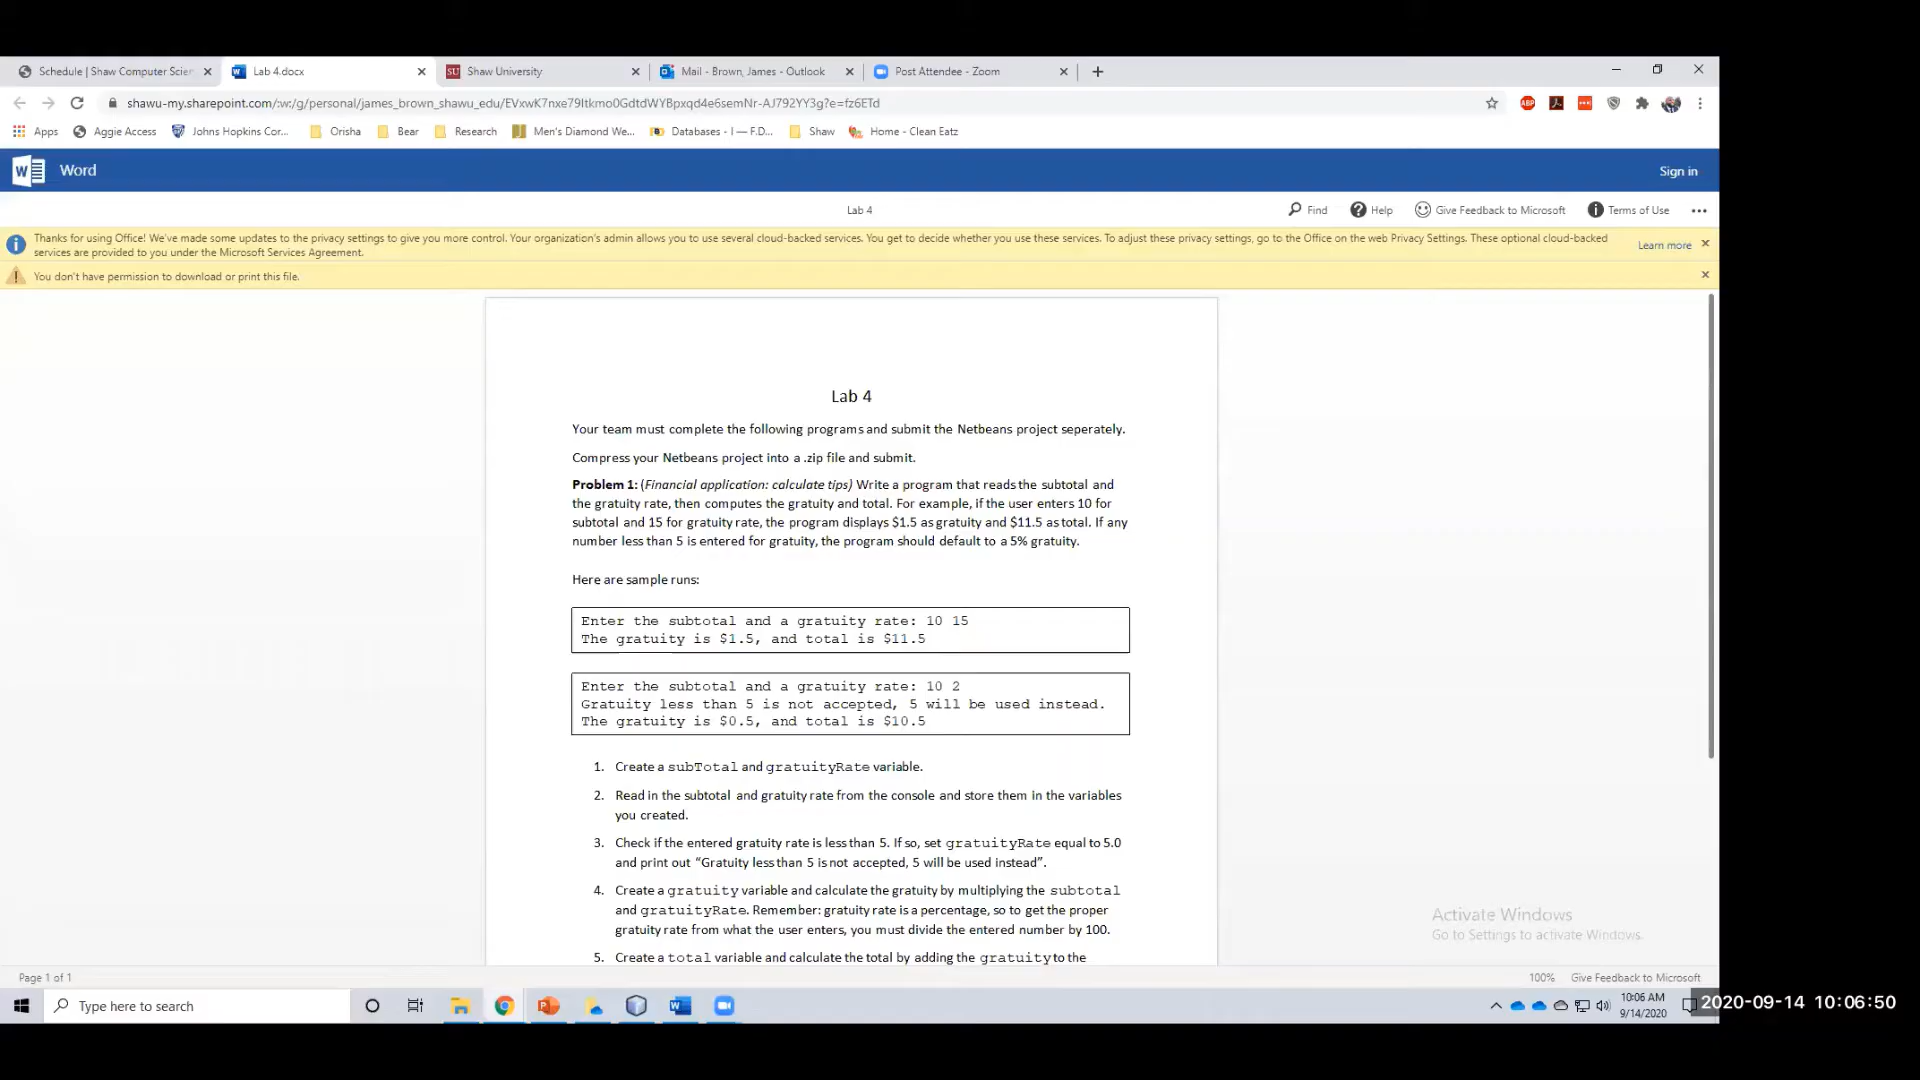 Schedule | Shaw Computer Scien
Lab 4.docx
SU Shaw University
Mail - Brown, James - Outlook
Post Attendee - Zoom
Apps
Aggie Access
Johns Hopkins Cor...
Orisha
Bear
Research
Men's Diamond We...
Databases - I — F.D...
Shaw
Home - Clean Eatz
W Word
Sign in
Lab 4
Find
Help
Give Feedback to Microsoft
Terms of Use
Thanks for using Office! We've made some updates to the privacy settings to give you more control. Your organization's admin allows you to use several cloud-backed services. You get to decide whether you use these services. To adjust these privacy settings, go to the Office on the web Privacy Settings. These optional cloud-backed
services are provided to you under the Microsoft Services Agreement.
Learn more
You don't have permission to download or print this file.
Lab 4
Your team must complete the following programs and submit the Netbeans project seperately.
Compress your Netbeans project into a .zip file and submit.
Problem 1: (Financial application: calculate tips) Write a program that reads the subtotal and
the gratuity rate, then computes the gratuity and total. For example, if the user enters 10 for
subtotal and 15 for gratuity rate, the program displays $1.5 as gratuity and $11.5 as total. If any
number less than 5 is entered for gratuity, the program should default to a 5% gratuity.
Here are sample runs:
Enter the subtotal and a gratuity rate: 10 15
The gratuity is $1.5, and total is $11.5
Enter the subtotal and a gratuity rate: 10 2
Gratuity less than 5 is not accepted, 5 will be used instead.
The gratuity is $0.5, and total is $10.5
1. Create a subTotal and gratuityRate variable.
2. Read in the subtotal and gratuity rate from the console and store them in the variables
you created.
3. Check if the entered gratuity rate is less than 5. If so, set gratuityRate equal to 5.0
and print out “Gratuity less than 5 is not accepted, 5 will be used instead”.
4. Create a gratuity variable and calculate the gratuity by multiplying the subtotal
and gratuityRate. Remember: gratuity rate is a percentage, so to get the proper
gratuity rate from what the user enters, you must divide the entered number by 100.
5. Create a total variable and calculate the total by adding the gratuity to the
Activate Windows
Go to Settings to activate Windows.
Page 1 of 1
100%
Give Feedback to Microsoft
Type here to search
10:06 AM
9/14/2020
2020-09-14 10:06:50